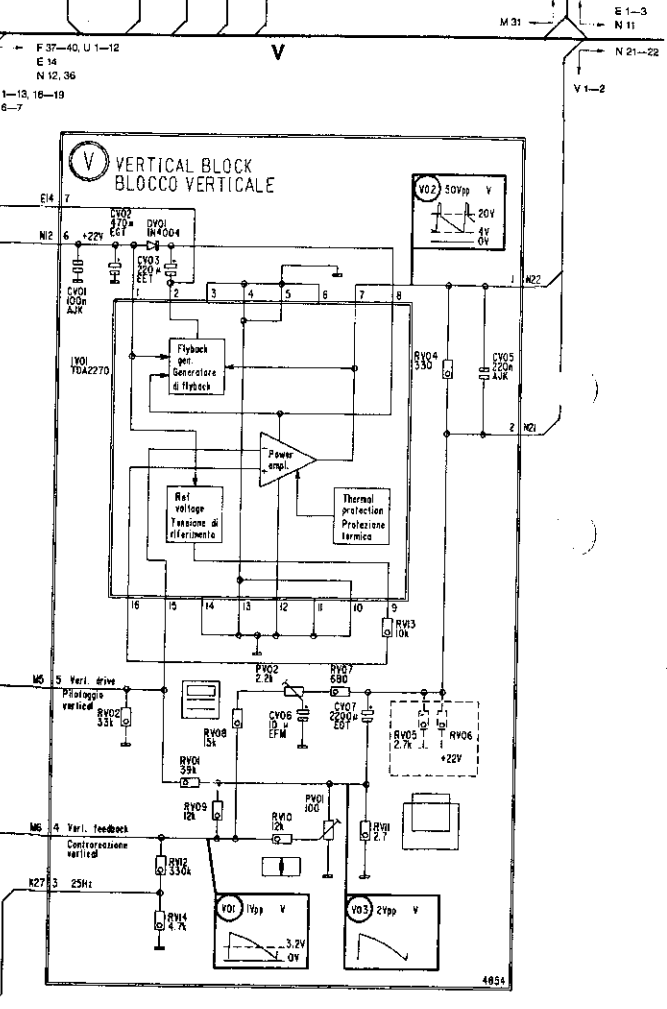 E 1—3
M 31
N 11
F 37—40, U 1—12
V
N 21—22
E 14
N 12, 36
V 1—2
1—13, 16—19
6—7
V
VERTICAL BLOCK
BLOCCO VERTICALE
V02
50Vpp
V
20V
4V
0V
E14
7
CV02
470µ
EGT
DV01
1N4004
N12
6
+22V
CV03
220µ
EET
CV01
100n
AJK
1
N22
1
2
3
4
5
6
7
8
IV01
TDA2270
Flyback
gen.
Generatore
di flyback
RV04
330
CV05
220n
AJK
2
N21
Power
ampl.
−
+
Ref
voltage
Tensione di
riferimento
Thermal
protection
Protezione
termica
16
15
14
13
12
11
10
9
RV13
10k
PV02
2.2k
RV07
680
M5
5
Vert. drive
Pilotaggio
vertical
RV02
33k
RV08
15k
CV06
10 µ
EFM
CV07
2200µ
EGT
RV05
2.7k
RV06
+22V
RV01
39k
RV09
12k
PV01
100
RV10
12k
RV11
2.7
M6
4
Vert. feedback
Controreazione
vertical
RV12
330k
K27
3
25Hz
RV14
4.7k
V01
1Vpp
V
3.2V
0V
V03
2Vpp
V
4854